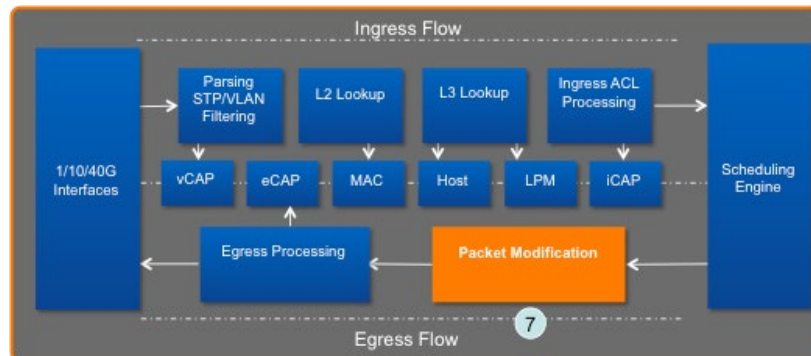 Ingress Flow
Parsing
STP/VLAN
Filtering
L2 Lookup
L3 Lookup
Ingress ACL
Processing
1/10/40G
Interfaces
vCAP
eCAP
MAC
Host
LPM
iCAP
Scheduling
Engine
Egress Processing
Packet Modification
7
Egress Flow